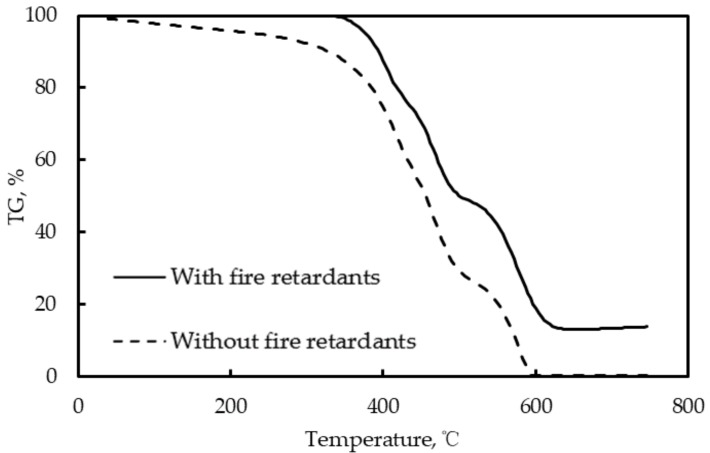 100
80
60
40
20
0
TG, %
With fire retardants
Without fire retardants
0 200 400 600 800
Temperature, ℃